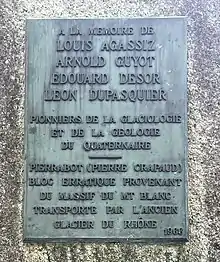 A LA MEMOIRE DE
LOUIS AGASSIZ
ARNOLD GUYOT
EDOUARD DESOR
LEON DUPASQUIER
PIONNIERS DE LA GLACIOLOGIE
ET DE LA GEOLOGIE
DU QUATERNAIRE
PIERRABOT (PIERRE CRAPAUD)
BLOC ERRATIQUE PROVENANT
DU MASSIF DU MT BLANC
TRANSPORTE PAR L'ANCIEN
GLACIER DU RHONE